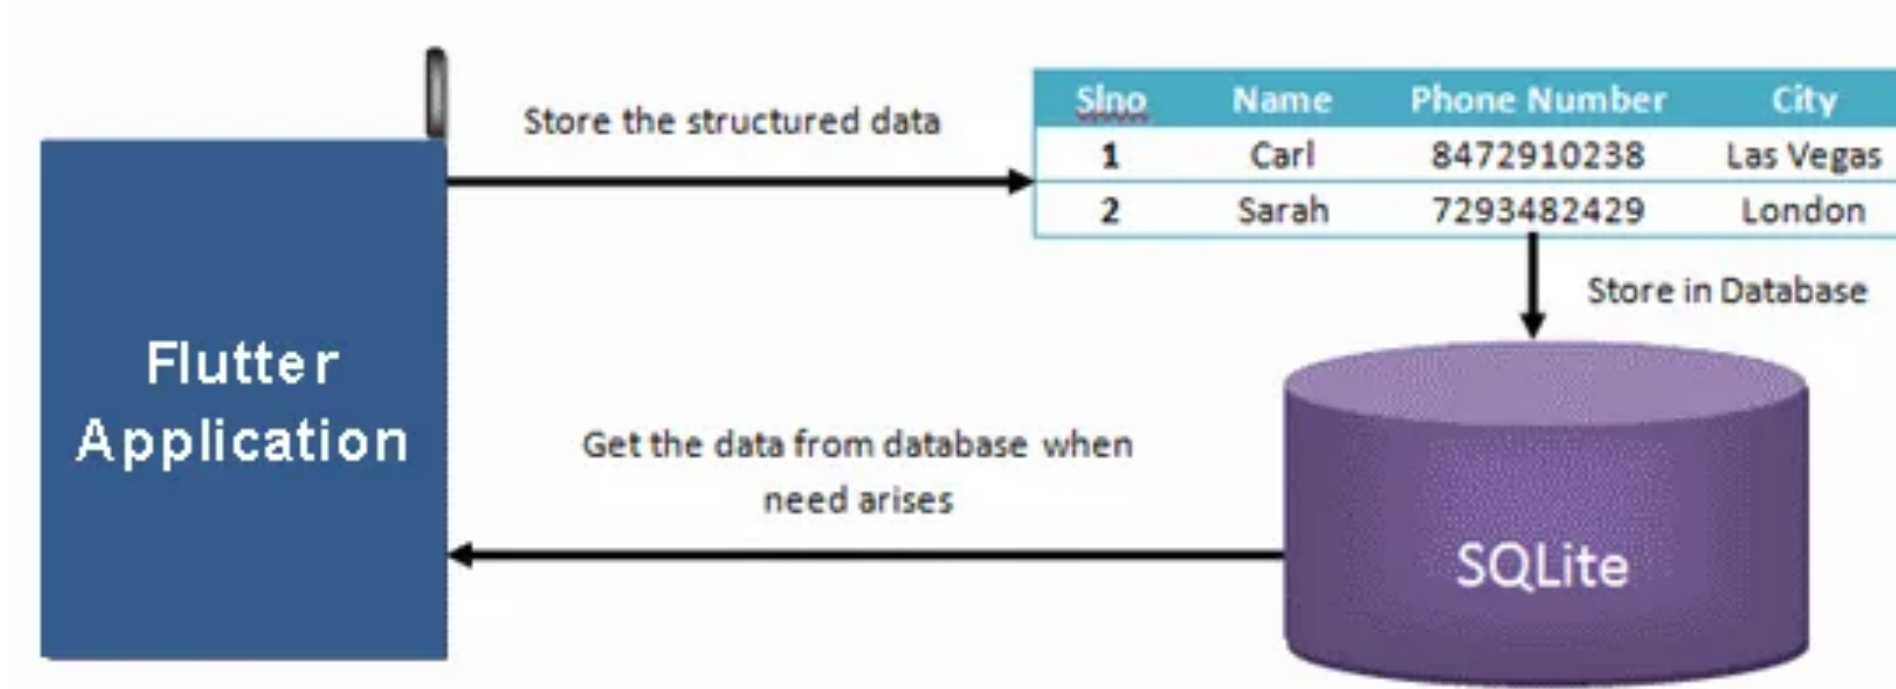 Store the structured data
Slno Name Phone Number City
1 Carl 8472910238 Las Vegas
2 Sarah 7293482429 London
Store in Database
Flutter
Application
Get the data from database when
need arises
SQLite